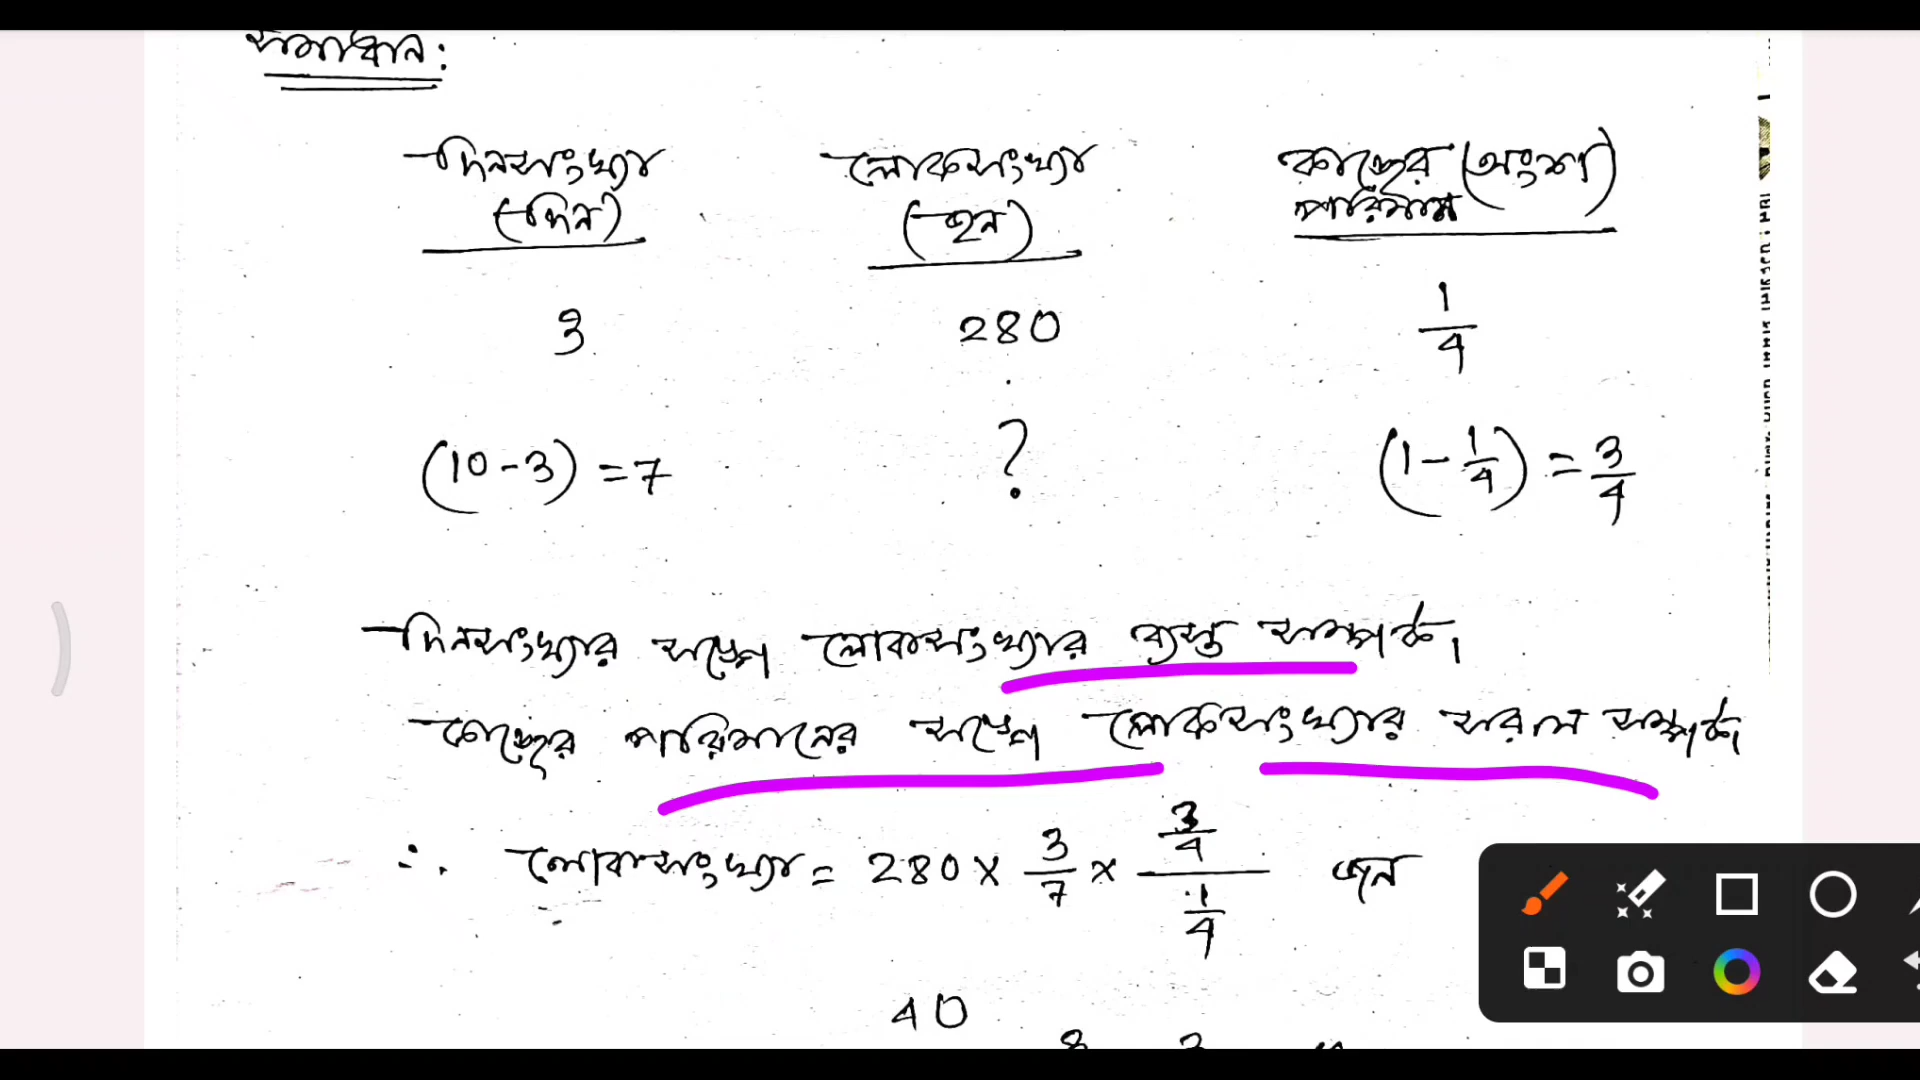 সমাধান:
দিনসংখ্যা লোকসংখ্যা কাজের (অংশ)
(দিন) (জন) পরিমাণ
3 280 1/4
(10-3) =7 ? (1-1/4) = 3/4
দিনসংখ্যার সঙ্গে লোকসংখ্যার ব্যস্ত সম্পর্ক।
কাজের পরিমানের সঙ্গে লোকসংখ্যার সরল সম্পর্ক
∴ লোকসংখ্যা = 280 × 3/7 × (3/4)/(1/4) জন
40